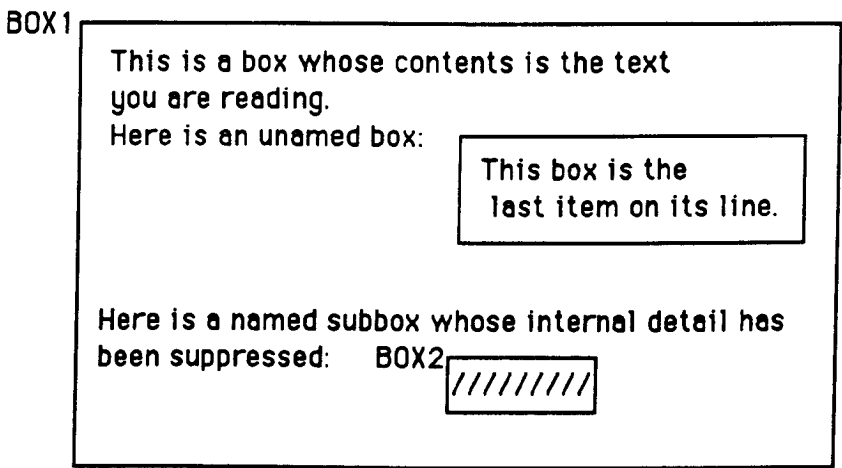 BOX1
This is a box whose contents is the text
you are reading.
Here is an unamed box:
This box is the
last item on its line.
Here is a named subbox whose internal detail has
been suppressed: BOX2
/////////